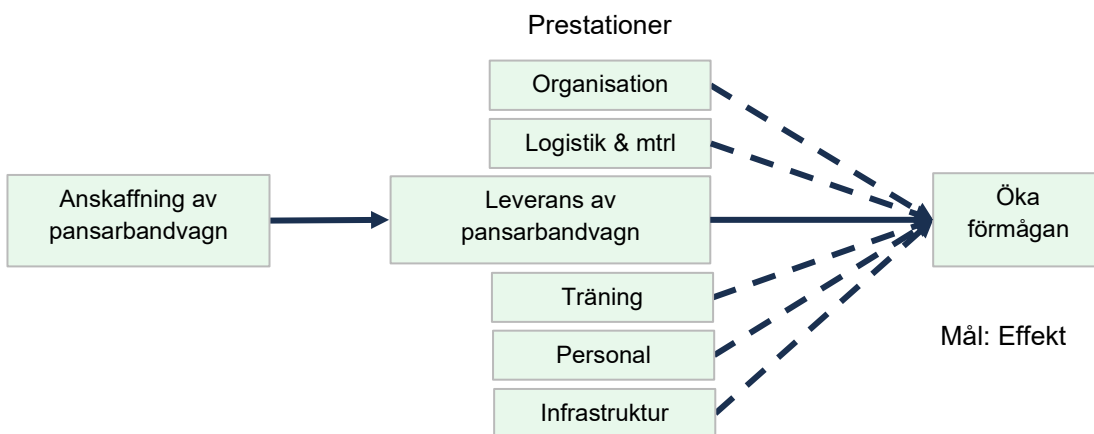 Prestationer
Organisation
Logistik & mtrl
Anskaffning av
pansarbandvagn
Leverans av
pansarbandvagn
Öka
förmågan
Träning
Personal
Infrastruktur
Mål: Effekt